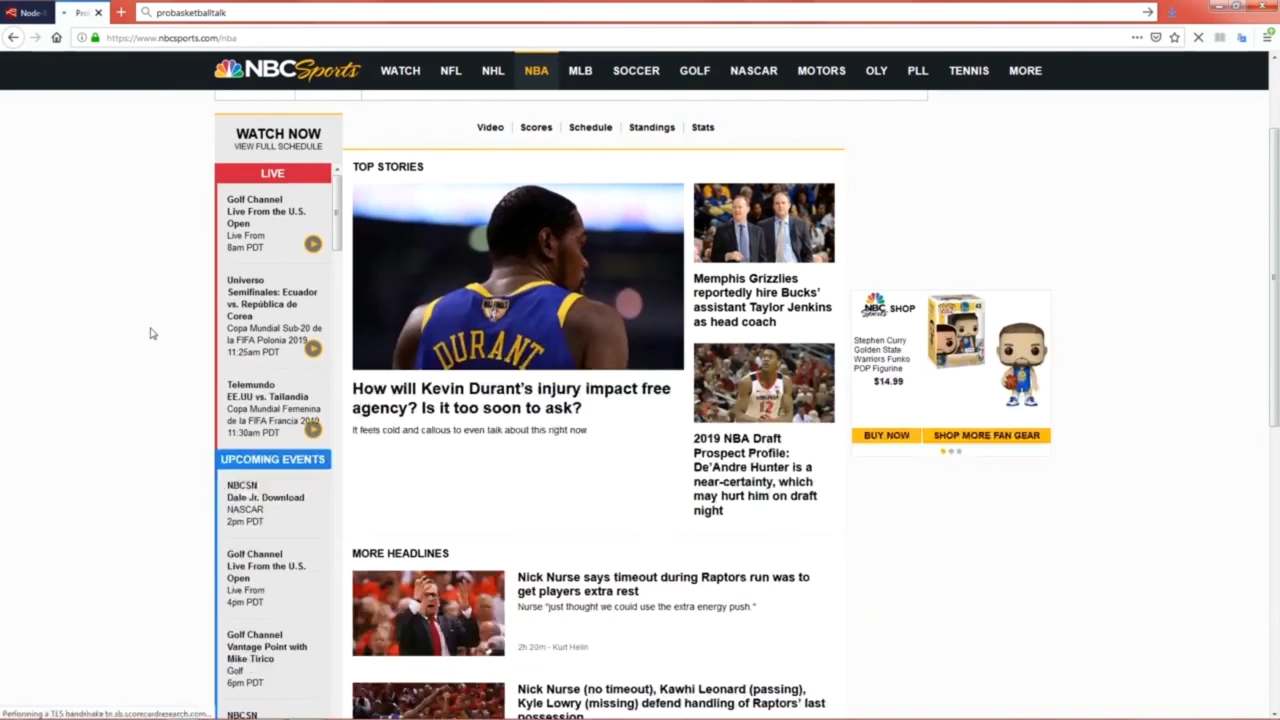 Node-
Pro
probasketballtalk
https://www.nbcsports.com/nba
NBC Sports WATCH NFL NHL NBA MLB SOCCER GOLF NASCAR MOTORS OLY PLL TENNIS MORE
Video Scores Schedule Standings Stats
WATCH NOW
VIEW FULL SCHEDULE
LIVE
Golf Channel
Live From the U.S.
Open
Live From
8am PDT
Universo
Semifinales: Ecuador
vs. República de
Corea
Copa Mundial Sub-20 de
la FIFA Polonia 2019
11:25am PDT
Telemundo
EE.UU vs. Tailandia
Copa Mundial Femenina
de la FIFA Francia 2019
11:30am PDT
UPCOMING EVENTS
NBCSN
Dale Jr. Download
NASCAR
2pm PDT
Golf Channel
Live From the U.S.
Open
Live From
4pm PDT
Golf Channel
Vantage Point with
Mike Tirico
Golf
6pm PDT
NBCSN
TOP STORIES
DURANT
How will Kevin Durant's injury impact free
agency? Is it too soon to ask?
It feels cold and callous to even talk about this right now
Memphis Grizzlies
reportedly hire Bucks'
assistant Taylor Jenkins
as head coach
12
2019 NBA Draft
Prospect Profile:
De'Andre Hunter is a
near-certainty, which
may hurt him on draft
night
MORE HEADLINES
Nick Nurse says timeout during Raptors run was to
get players extra rest
Nurse "just thought we could use the extra energy push."
2h 20m - Kurt Helin
Nick Nurse (no timeout), Kawhi Leonard (passing),
Kyle Lowry (missing) defend handling of Raptors' last
possession
NBC Sports SHOP
Stephen Curry
Golden State
Warriors Funko
POP Figurine
$14.99
BUY NOW SHOP MORE FAN GEAR
Performing a TLS handshake to sb.scorecardresearch.com...